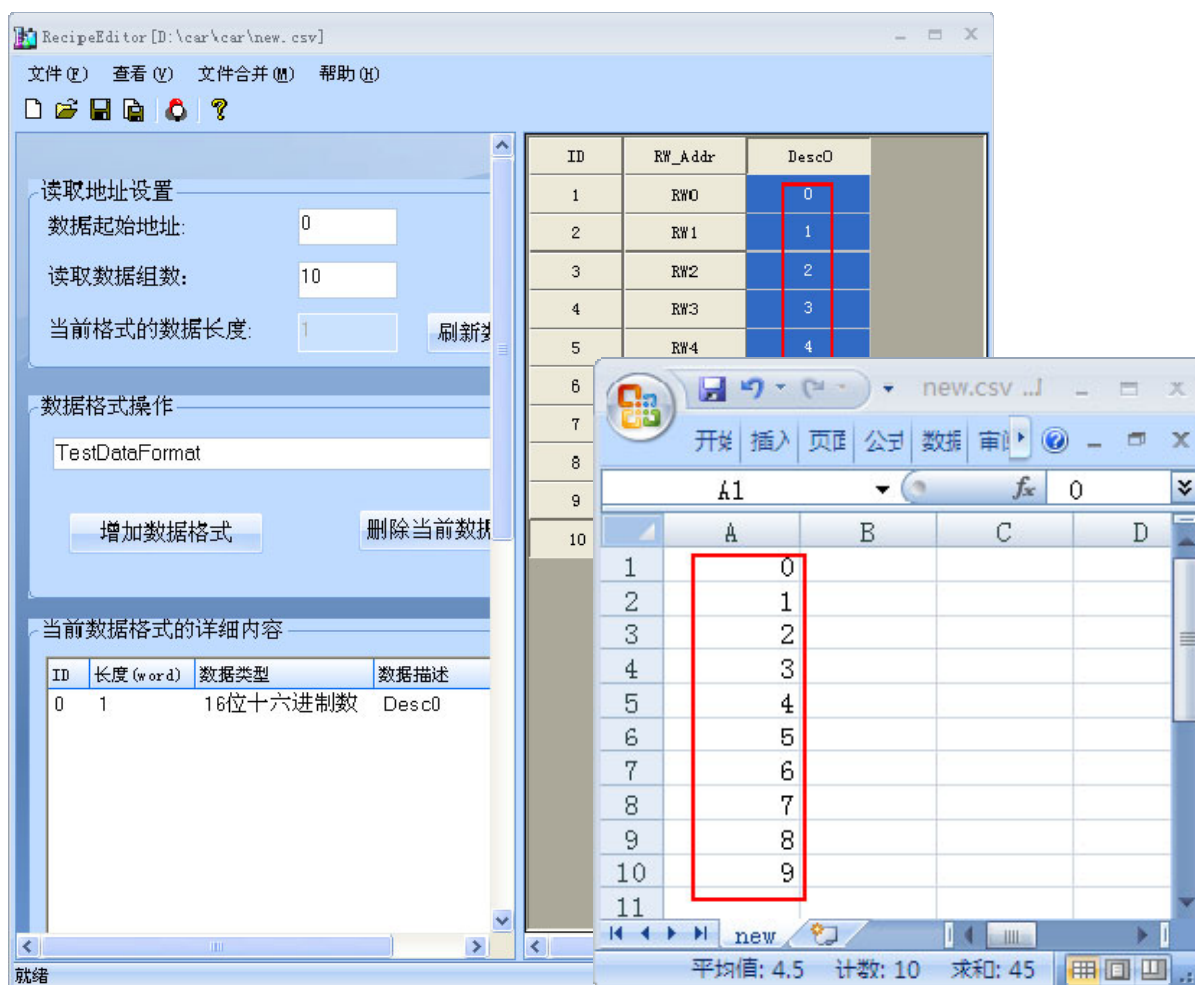 RecipeEditor[D:\car\car\new.csv]
文件(F) 查看(V) 文件合并(M) 帮助(H)
读取地址设置
数据起始地址: 0
读取数据组数: 10
当前格式的数据长度: 1
刷新
数据格式操作
TestDataFormat
增加数据格式 删除当前数据
当前数据格式的详细内容
ID 长度(word) 数据类型 数据描述
0 1 16位十六进制数 Desc0
就绪
ID RW_Addr Desc0
1 RW0 0
2 RW1 1
3 RW2 2
4 RW3 3
5 RW4 4
6
7
8
9
10
new.csv ...
开始 插入 页面 公式 数据 审阅
A1 fx 0
A B C D
1 0
2 1
3 2
4 3
5 4
6 5
7 6
8 7
9 8
10 9
11
new
平均值: 4.5 计数: 10 求和: 45